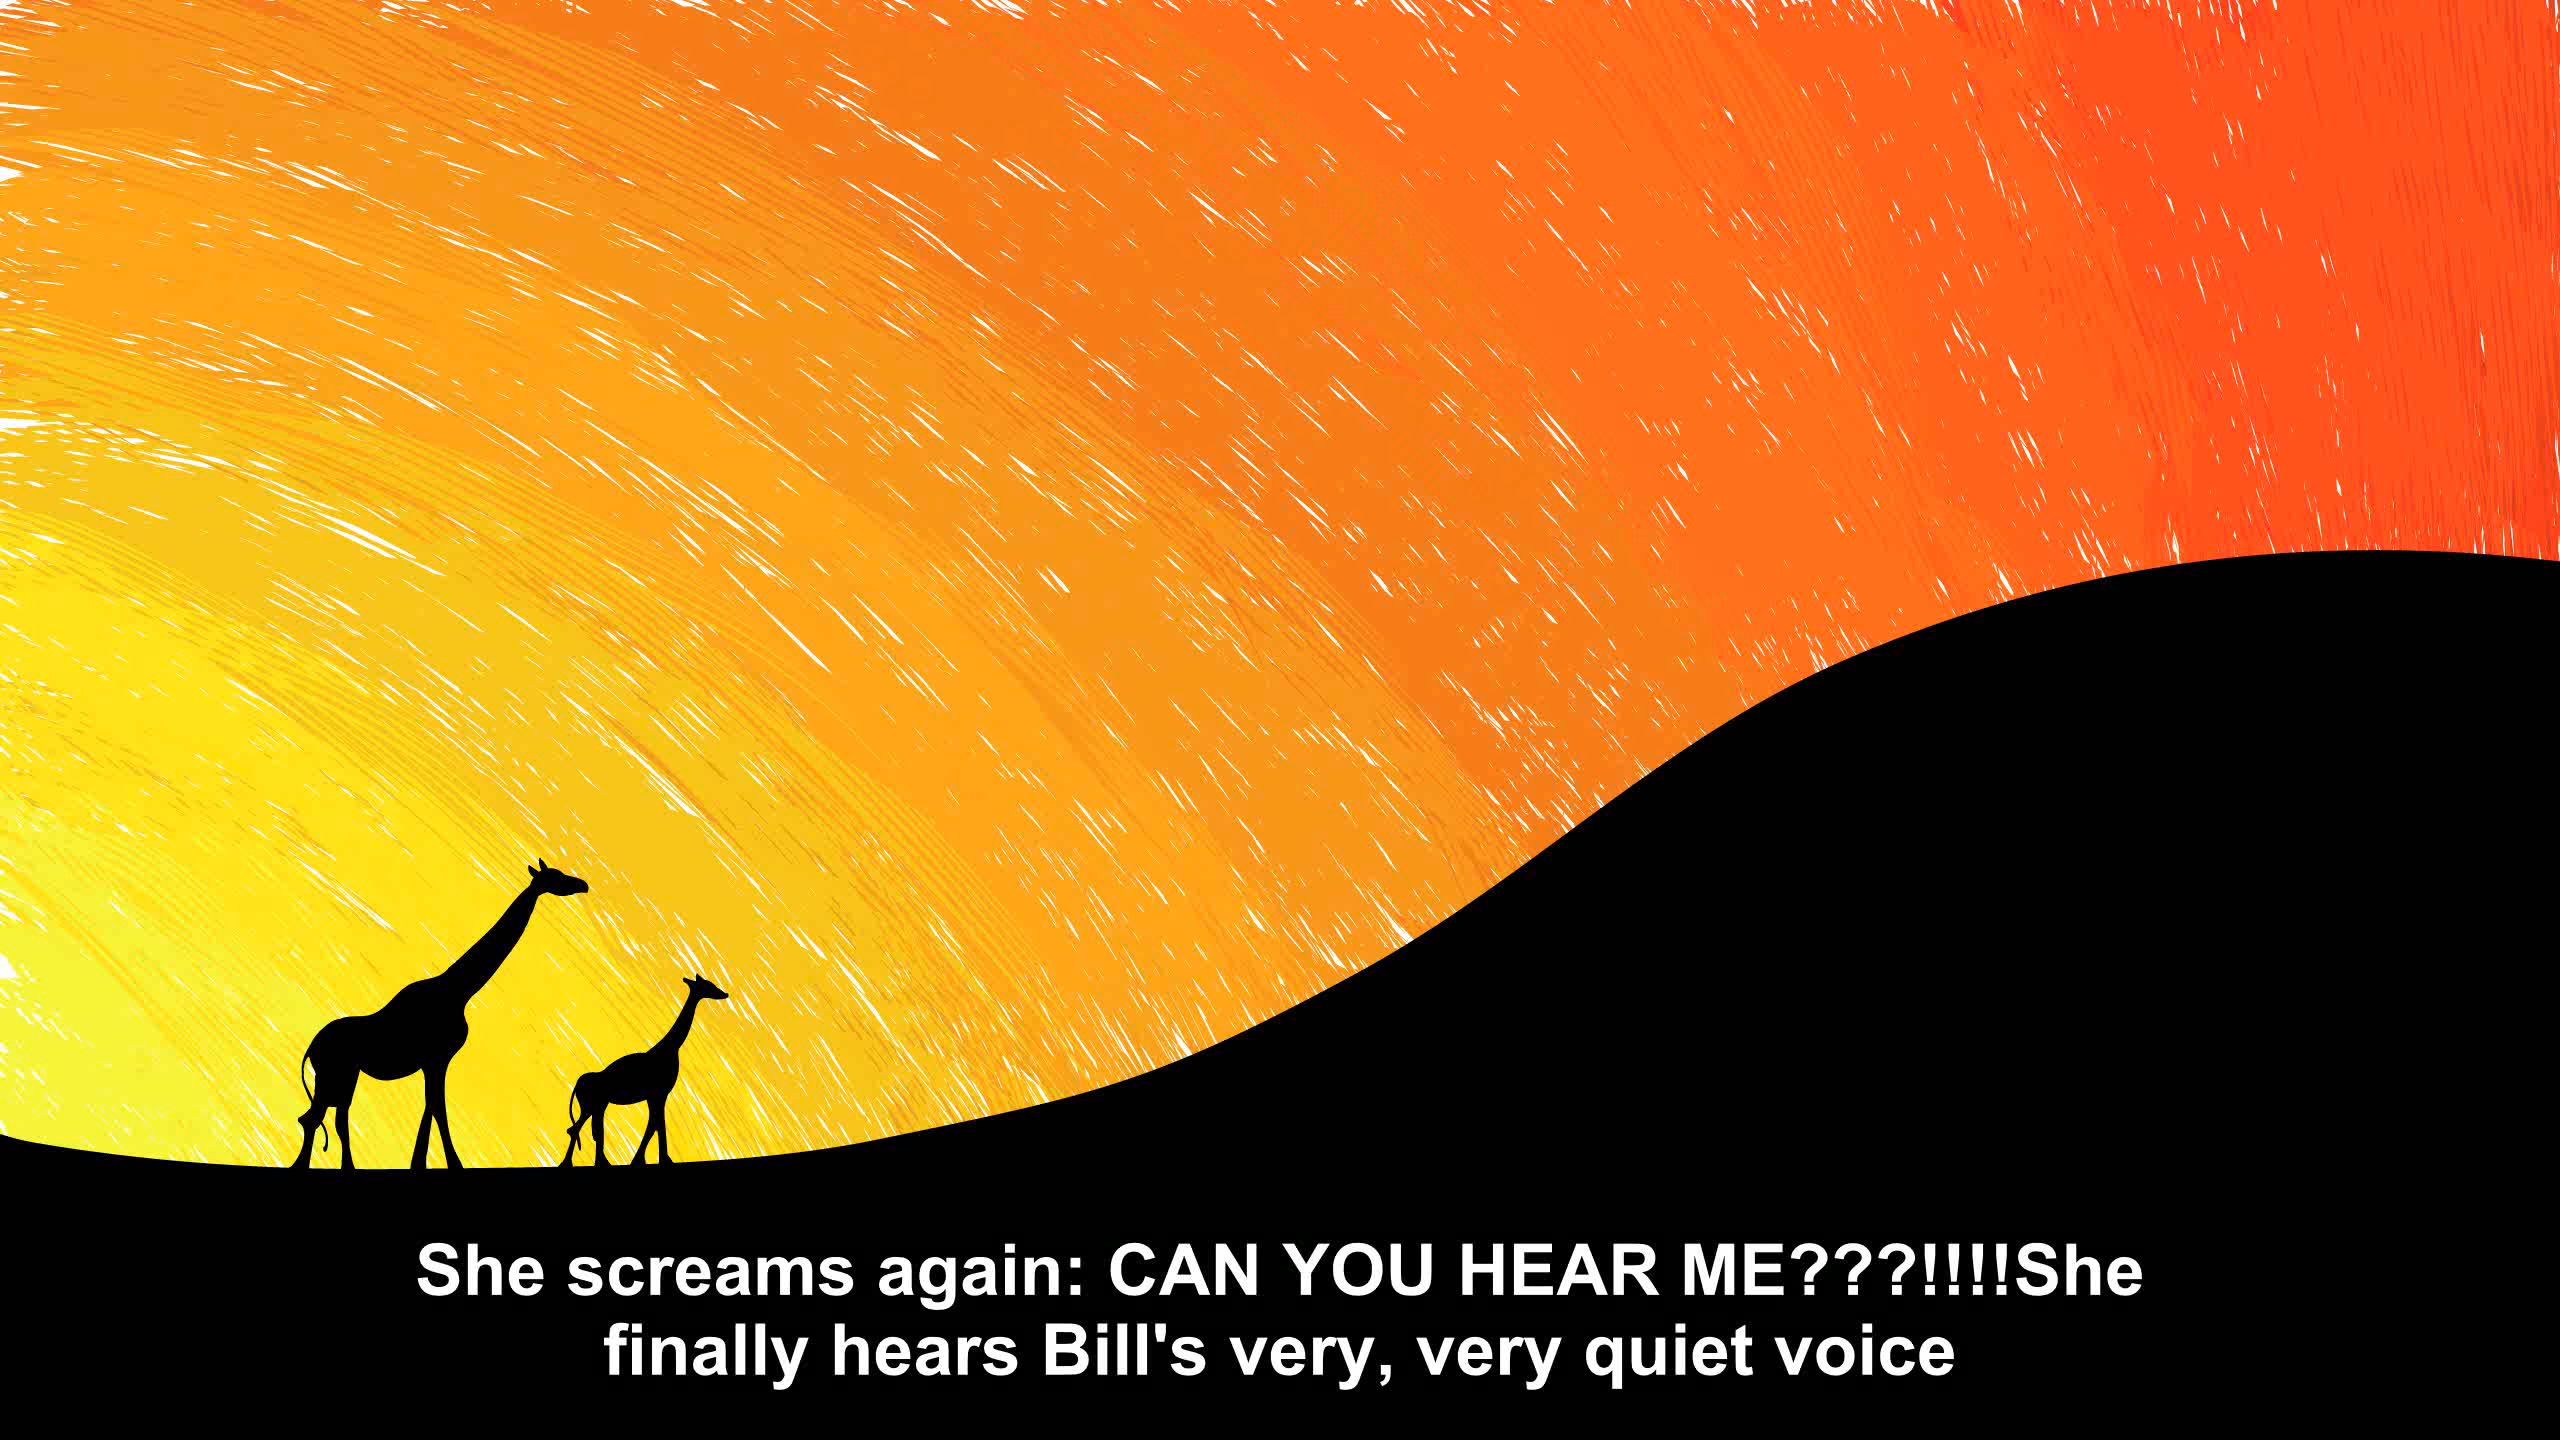 She screams again: CAN YOU HEAR ME???!!!!She
finally hears Bill's very, very quiet voice